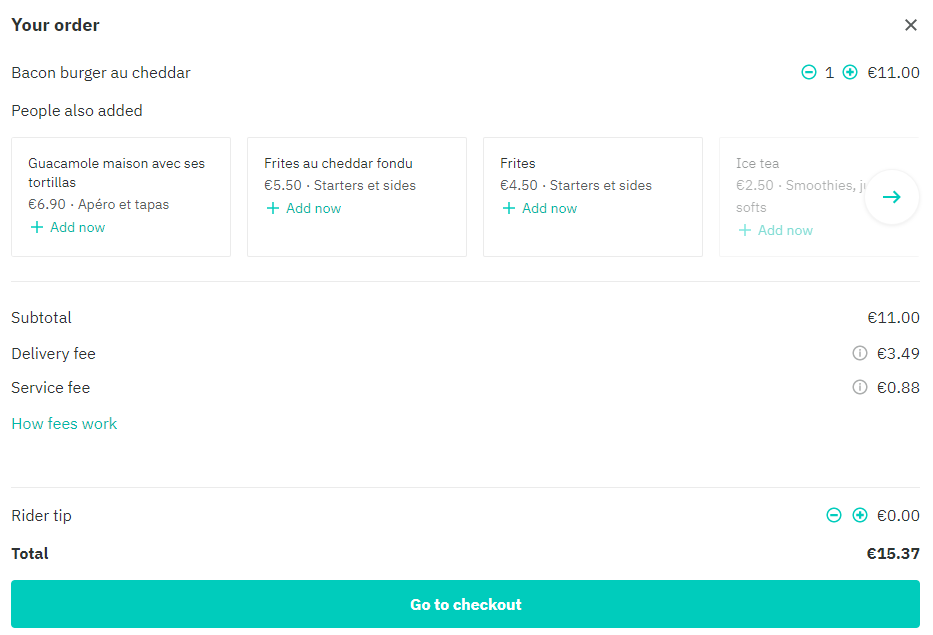 Your order
Bacon burger au cheddar 1 €11.00
People also added
Guacamole maison avec ses
tortillas
€6.90 · Apéro et tapas
Add now
Frites au cheddar fondu
€5.50 · Starters et sides
Add now
Frites
€4.50 · Starters et sides
Add now
Ice tea
€2.50 · Smoothies,
softs
Add now
Subtotal €11.00
Delivery fee €3.49
Service fee €0.88
How fees work
Rider tip €0.00
Total €15.37
Go to checkout